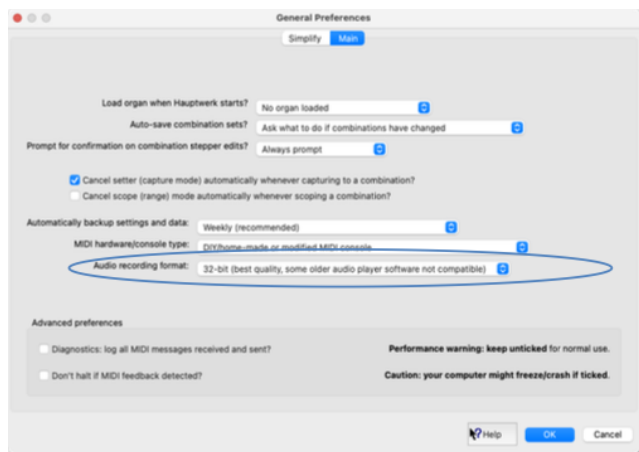 General Preferences
Simplify Main
Load organ when Hauptwerk starts? No organ loaded
Auto-save combination sets? Ask what to do if combinations have changed
Prompt for confirmation on combination stepper edits? Always prompt
Cancel setter (capture mode) automatically whenever capturing to a combination?
Cancel scope (range) mode automatically whenever scoping a combination?
Automatically backup settings and data: Weekly (recommended)
MIDI hardware/console type: DIY/home-made or modified MIDI console
Audio recording format: 32-bit (best quality, some older audio player software not compatible)
Advanced preferences
Diagnostics: log all MIDI messages received and sent? Performance warning: keep unticked for normal use.
Don't halt if MIDI feedback detected? Caution: your computer might freeze/crash if ticked.
Help OK Cancel